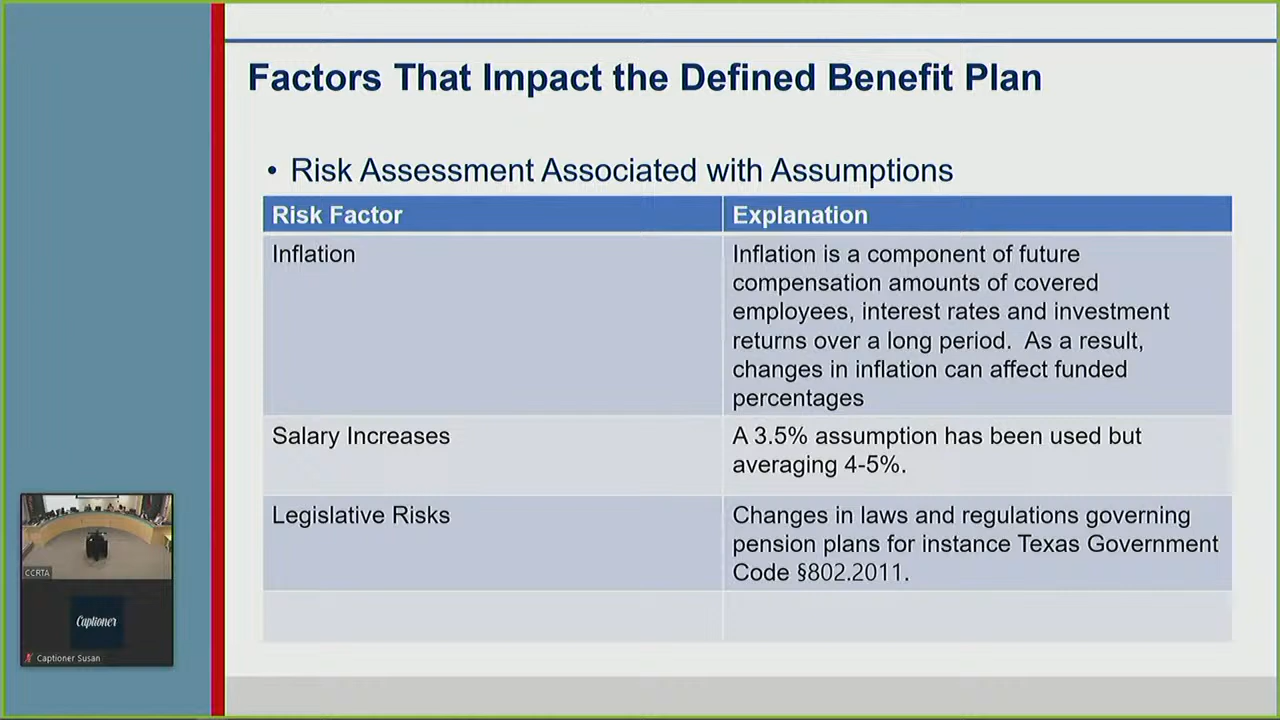 Factors That Impact the Defined Benefit Plan
• Risk Assessment Associated with Assumptions
Risk Factor
Explanation
Inflation
Inflation is a component of future
compensation amounts of covered
employees, interest rates and investment
returns over a long period.  As a result,
changes in inflation can affect funded
percentages
Salary Increases
A 3.5% assumption has been used but
averaging 4-5%.
Legislative Risks
Changes in laws and regulations governing
pension plans for instance Texas Government
Code §802.2011.
CCRTA
Captioner
Captioner Susan